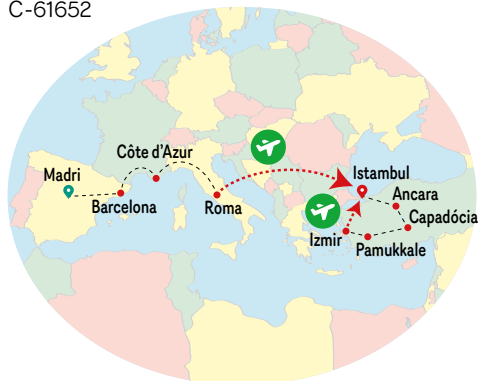 C-61652
Côte d'Azur
Madri
Barcelona
Roma
Istambul
Ancara
Capadócia
Izmir
Pamukkale